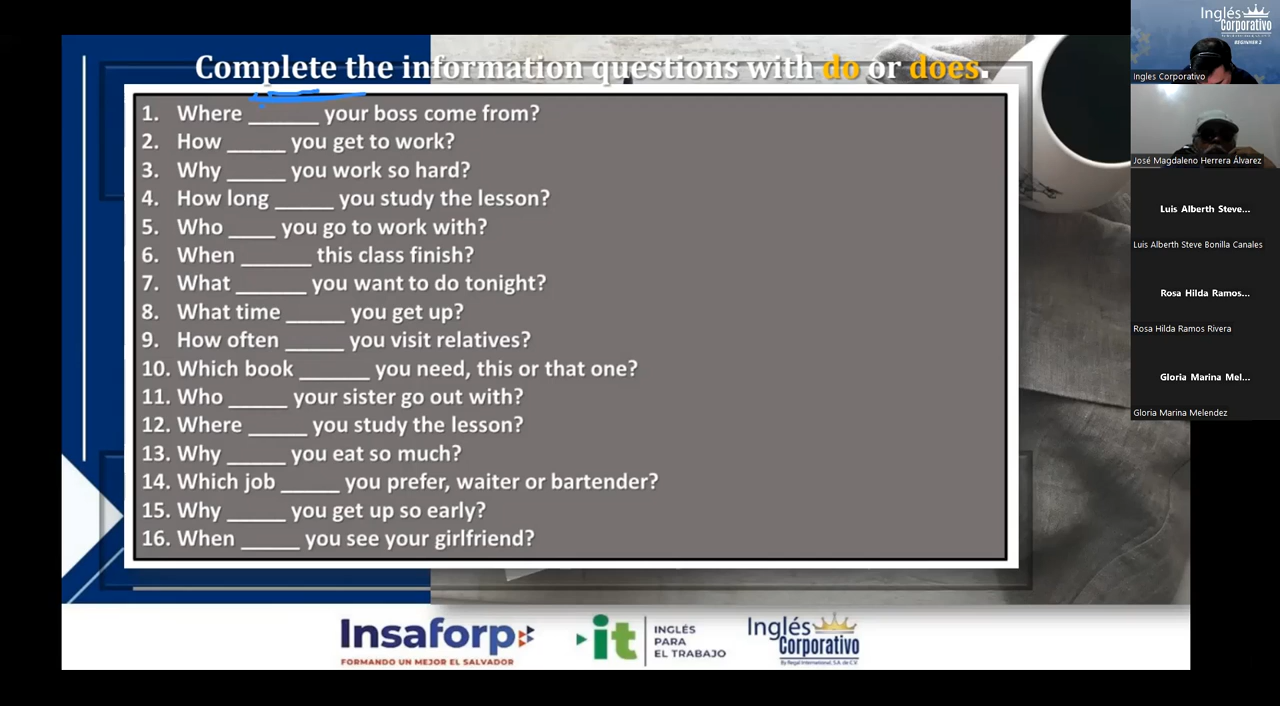 Complete the information questions with do or does.
1. Where ______ your boss come from?
2. How _____ you get to work?
3. Why _____ you work so hard?
4. How long _____ you study the lesson?
5. Who ____ you go to work with?
6. When ______ this class finish?
7. What ______ you want to do tonight?
8. What time _____ you get up?
9. How often _____ you visit relatives?
10. Which book ______ you need, this or that one?
11. Who _____ your sister go out with?
12. Where _____ you study the lesson?
13. Why _____ you eat so much?
14. Which job _____ you prefer, waiter or bartender?
15. Why _____ you get up so early?
16. When _____ you see your girlfriend?
Insaforp
FORMANDO UN MEJOR EL SALVADOR
it
INGLÉS
PARA
EL TRABAJO
Inglés
Corporativo
By Regal International, S.A. de C.V.
Inglés
Corporativo
BEGINNER 2
Ingles Corporativo
José Magdaleno Herrera Álvarez
Luis Alberth Steve...
Luis Alberth Steve Bonilla Canales
Rosa Hilda Ramos...
Rosa Hilda Ramos Rivera
Gloria Marina Mel...
Gloria Marina Melendez